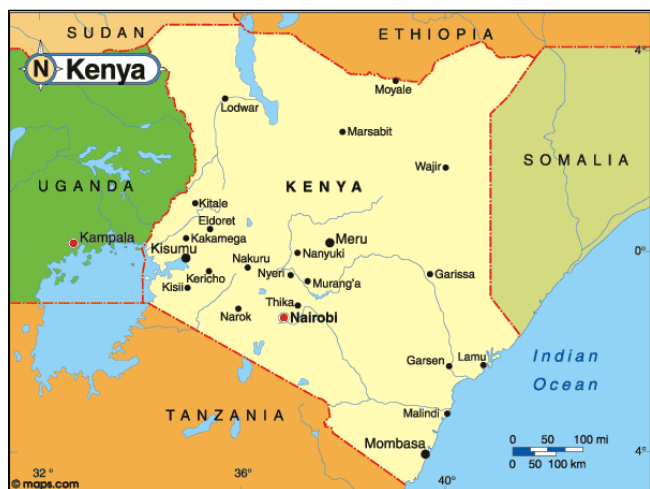 SUDAN
ETHIOPIA
4°
N Kenya
Moyale
Lodwar
Marsabit
Wajir
SOMALIA
UGANDA
KENYA
Kitale
Eldoret
Kampala
Kakamega
Meru
0°
Kisumu
Nanyuki
Nakuru
Nyeri
Garissa
Kericho
Murang'a
Kisii
Thika
Narok
Nairobi
Garsen
Lamu
Indian
Ocean
TANZANIA
Malindi
Mombasa
0 50 100 mi
0 50 100 km
4°
32°
36°
40°
© maps.com